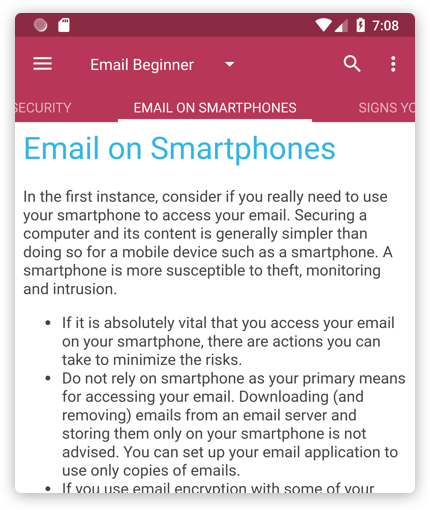 7:08
Email Beginner
SECURITY EMAIL ON SMARTPHONES SIGNS YO
Email on Smartphones
In the first instance, consider if you really need to use
your smartphone to access your email. Securing a
computer and its content is generally simpler than
doing so for a mobile device such as a smartphone. A
smartphone is more susceptible to theft, monitoring
and intrusion.
• If it is absolutely vital that you access your email
on your smartphone, there are actions you can
take to minimize the risks.
• Do not rely on smartphone as your primary means
for accessing your email. Downloading (and
removing) emails from an email server and
storing them only on your smartphone is not
advised. You can set up your email application to
use only copies of emails.
• If you use email encryption with some of your